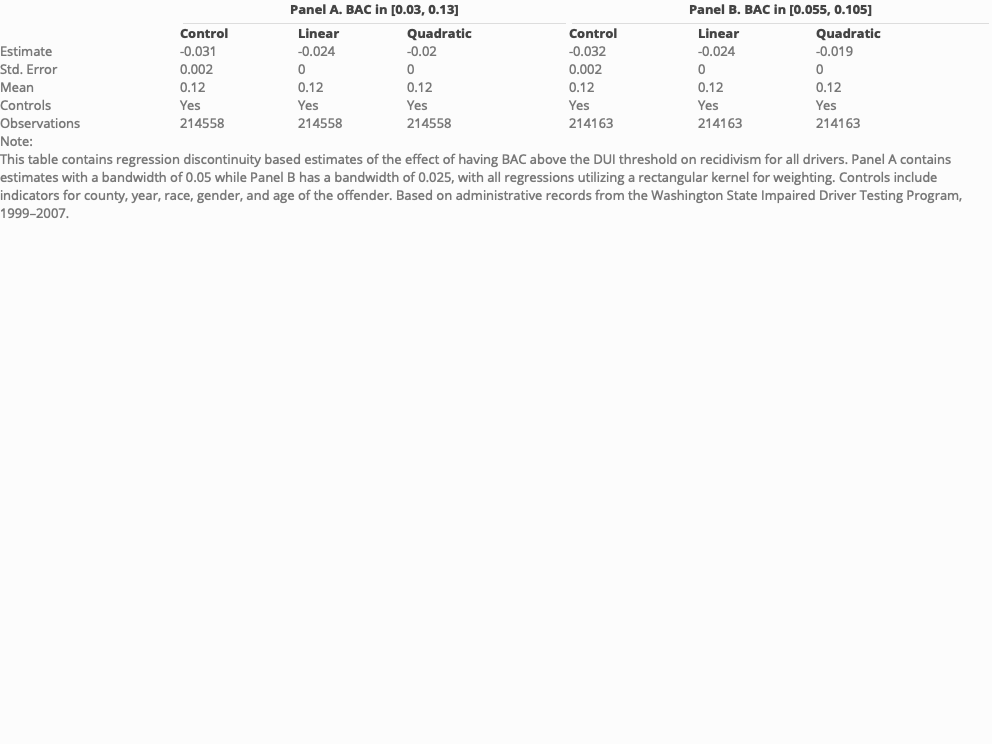 Panel A. BAC in [0.03, 0.13] Panel B. BAC in [0.055, 0.105]
Control Linear Quadratic Control Linear Quadratic
Estimate -0.031 -0.024 -0.02 -0.032 -0.024 -0.019
Std. Error 0.002 0 0 0.002 0 0
Mean 0.12 0.12 0.12 0.12 0.12 0.12
Controls Yes Yes Yes Yes Yes Yes
Observations 214558 214558 214558 214163 214163 214163
Note:
This table contains regression discontinuity based estimates of the effect of having BAC above the DUI threshold on recidivism for all drivers. Panel A contains
estimates with a bandwidth of 0.05 while Panel B has a bandwidth of 0.025, with all regressions utilizing a rectangular kernel for weighting. Controls include
indicators for county, year, race, gender, and age of the offender. Based on administrative records from the Washington State Impaired Driver Testing Program,
1999–2007.